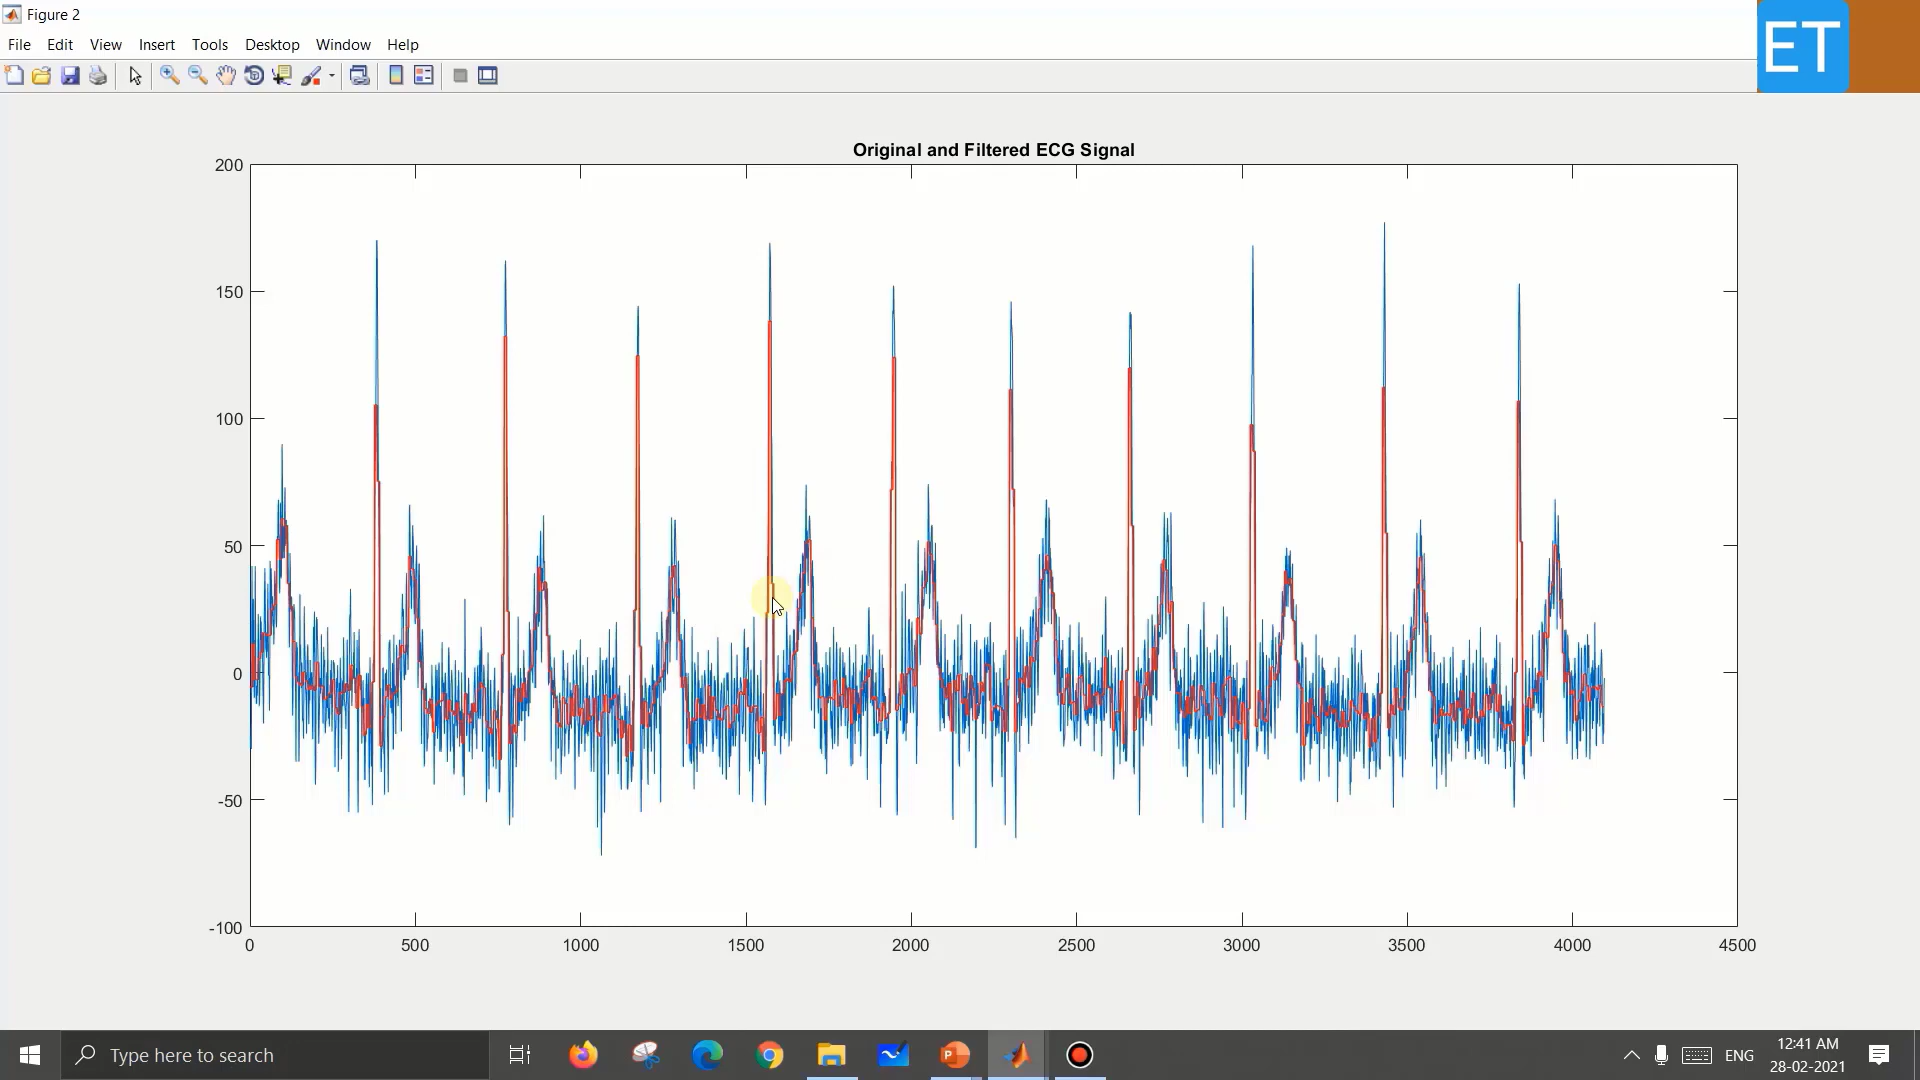 Figure 2
ET
File Edit View Insert Tools Desktop Window Help
Original and Filtered ECG Signal
200
150
100
50
0
-50
-100
0 500 1000 1500 2000 2500 3000 3500 4000 4500
Type here to search
P
ENG
12:41 AM
28-02-2021